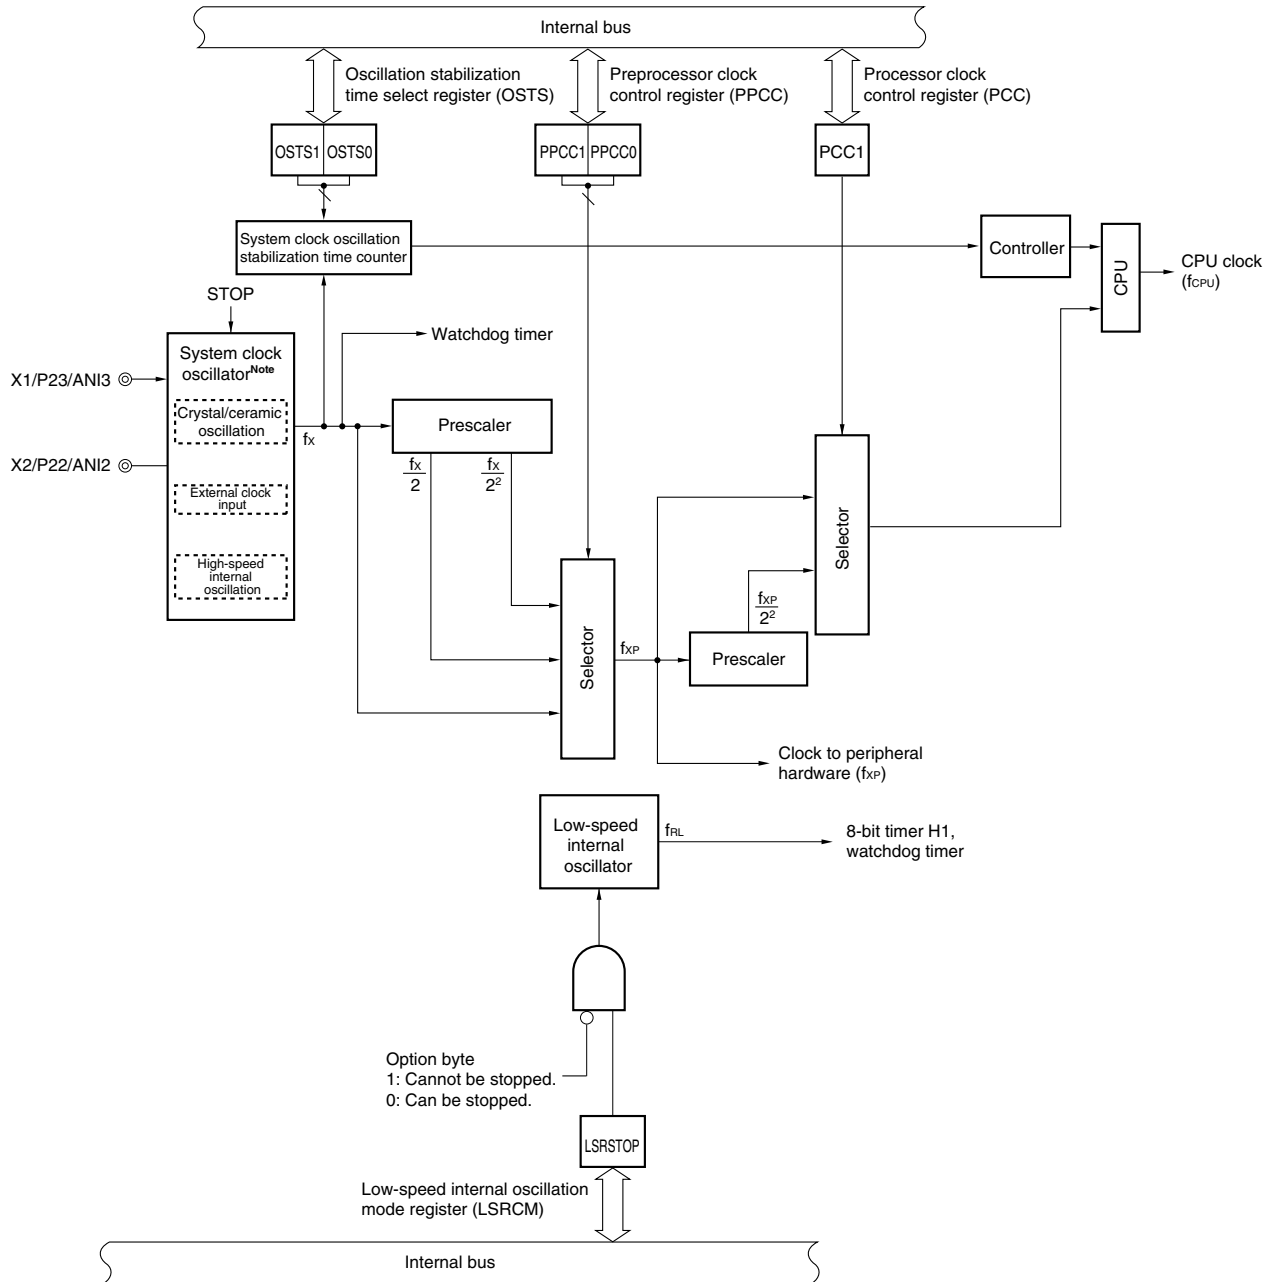 Internal bus
Oscillation stabilization
time select register (OSTS)
Preprocessor clock
control register (PPCC)
Processor clock
control register (PCC)
OSTS1 OSTS0
PPCC1 PPCC0
PCC1
System clock oscillation
stabilization time counter
Controller
CPU
CPU clock
(fCPU)
STOP
Watchdog timer
System clock
oscillatorNote
X1/P23/ANI3
Crystal/ceramic
oscillation
fX
Prescaler
X2/P22/ANI2
fX
2
fX
2²
External clock
input
High-speed
internal
oscillation
Selector
Selector
fXP
2²
fXP
Prescaler
Clock to peripheral
hardware (fXP)
Low-speed
internal
oscillator
fRL
8-bit timer H1,
watchdog timer
Option byte
1: Cannot be stopped.
0: Can be stopped.
LSRSTOP
Low-speed internal oscillation
mode register (LSRCM)
Internal bus